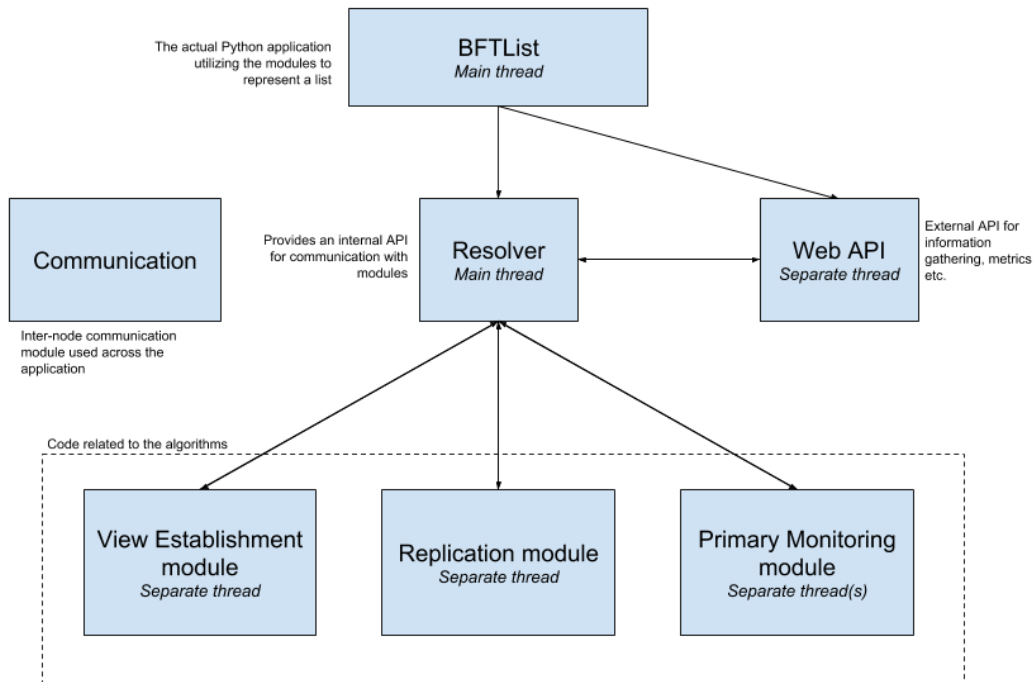 The actual Python application
utilizing the modules to
represent a list
BFTList
Main thread
Communication
Inter-node communication
module used across the
application
Provides an internal API
for communication with
modules
Resolver
Main thread
Web API
Separate thread
External API for
information
gathering, metrics
etc.
Code related to the algorithms
View Establishment
module
Separate thread
Replication module
Separate thread
Primary Monitoring
module
Separate thread(s)